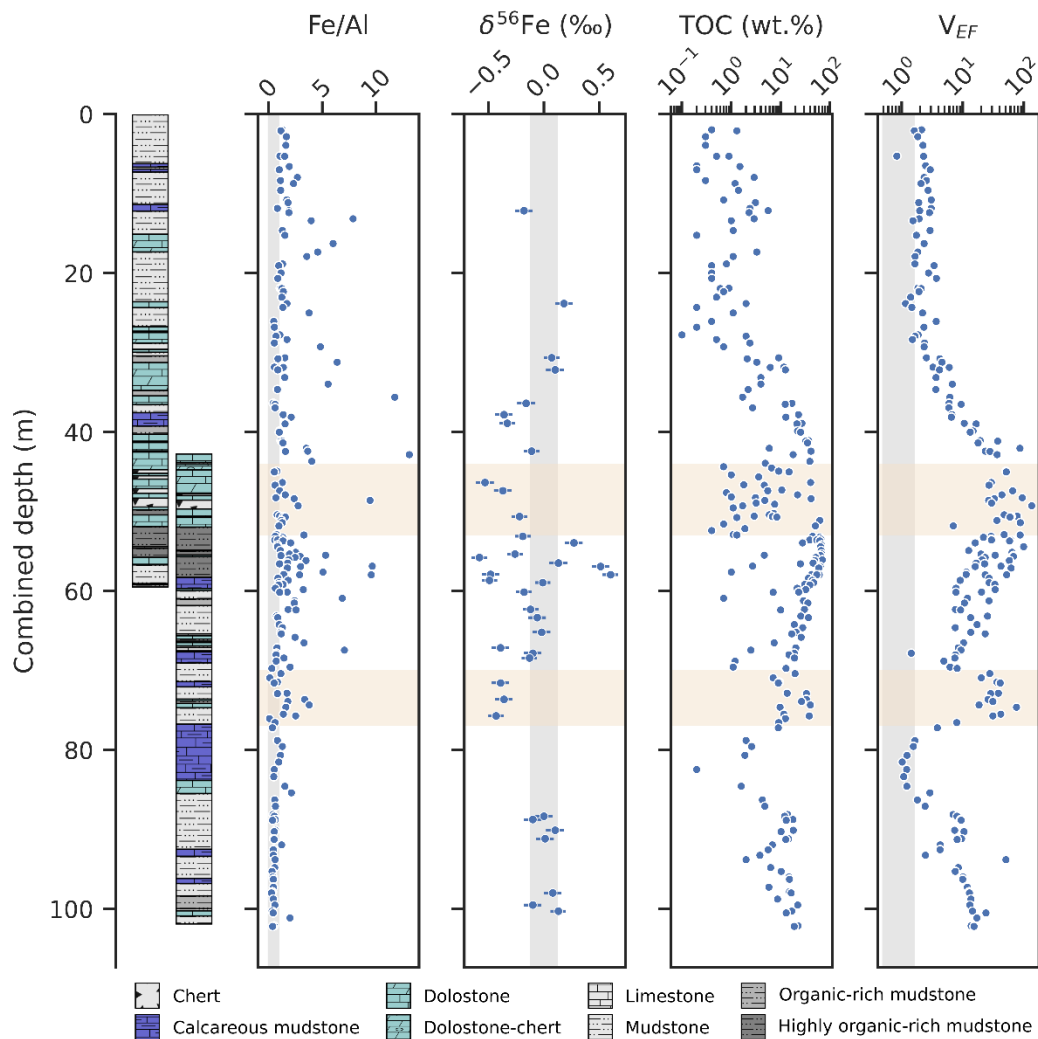 Fe/Al δ⁵⁶Fe (‰) TOC (wt.%) V_EF
0 5 10 −0.5 0.0 0.5 10⁻¹ 10⁰ 10¹ 10² 10⁰ 10¹ 10²
0
20
40
60
80
100
Combined depth (m)
Chert Dolostone Limestone Organic-rich mudstone
Calcareous mudstone Dolostone-chert Mudstone Highly organic-rich mudstone